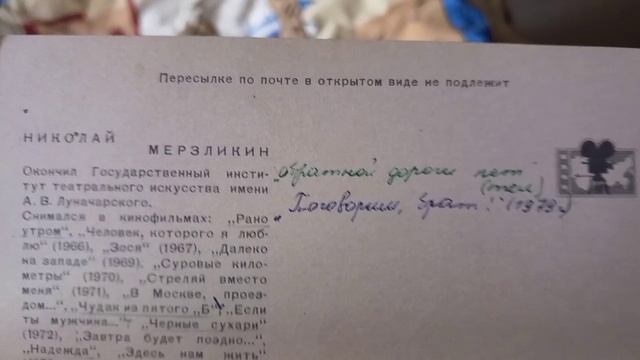 Пересылке по почте в открытом виде не подлежит
НИКОЛАЙ
МЕРЗЛИКИН
Окончил Государственный инсти-
тут театрального искусства имени
А. В. Луначарского.
Снимался в кинофильмах: „Рано
утром“, „Человек, которого я люб-
лю“ (1966), „Зося“ (1967), „Далеко
на западе“ (1969), „Суровые кило-
метры“ (1970), „Стреляй вместо
меня“ (1971), „В Москве, проез-
дом...“, „Чудак из пятого „Б“, „Если
ты мужчина...“, „Черные сухари“
(1972), „Завтра будет поздно...“,
„Надежда“, „Здесь нам жить“
„обратной дороги нет“
(тел)
„Поговорим, брат!“ (1979)